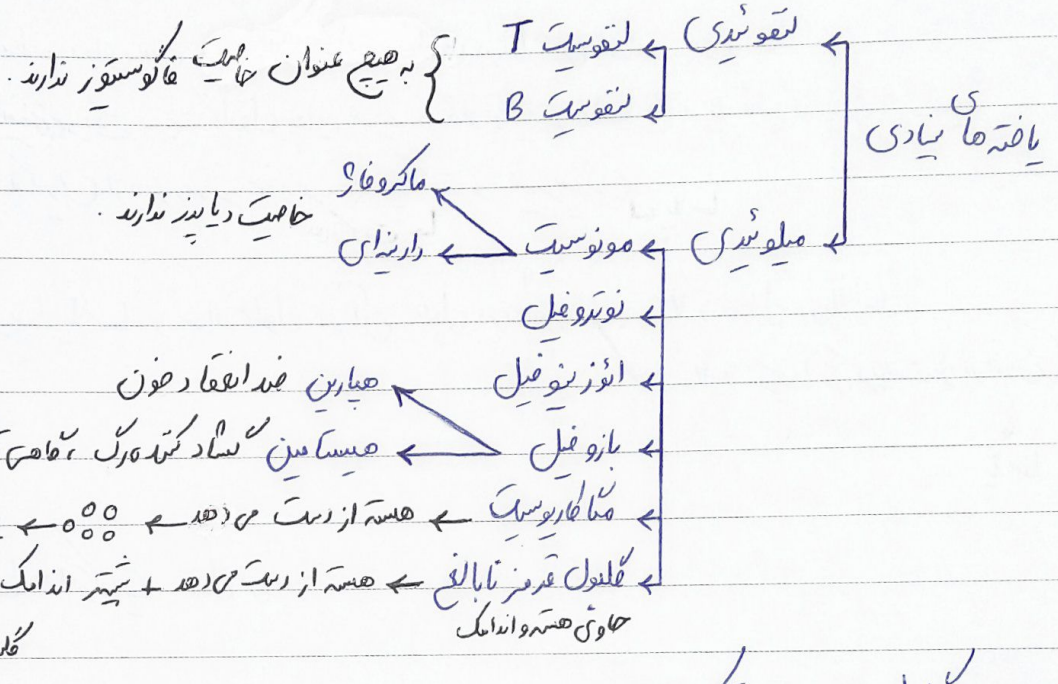 لنفوئیدی ← لنفوسیت T } به هیچ عنوان خاصیت فاگوسیتوز ندارند.
← لنفوسیت B
یاخته های بنیادی
ماکروفاژ
میلوئیدی ← مونوسیت ← دارینه‌ای خاصیت دیاپدز ندارند.
← نوتروفیل
← ائوزینوفیل
هپارین ضد انعقاد خون
← بازوفیل ← هیستامین گشاد کننده رگ ،
← مگاکاریوسیت ← هسته از دست می دهد ← ←
← گلبول قرمز نابالغ ← هسته از دست می دهد + بیشتر اندامک
حاوی هسته و اندامک